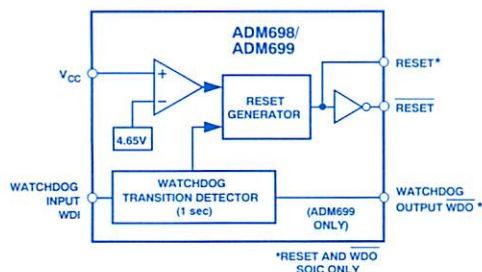 ADM698/
ADM699
VCC
+
−
4.65V
RESET
GENERATOR
RESET*
RESET
WATCHDOG
INPUT
WDI
WATCHDOG
TRANSITION DETECTOR
(1 sec)
(ADM699
ONLY)
WATCHDOG
OUTPUT WDO *
*RESET AND WDO
SOIC ONLY